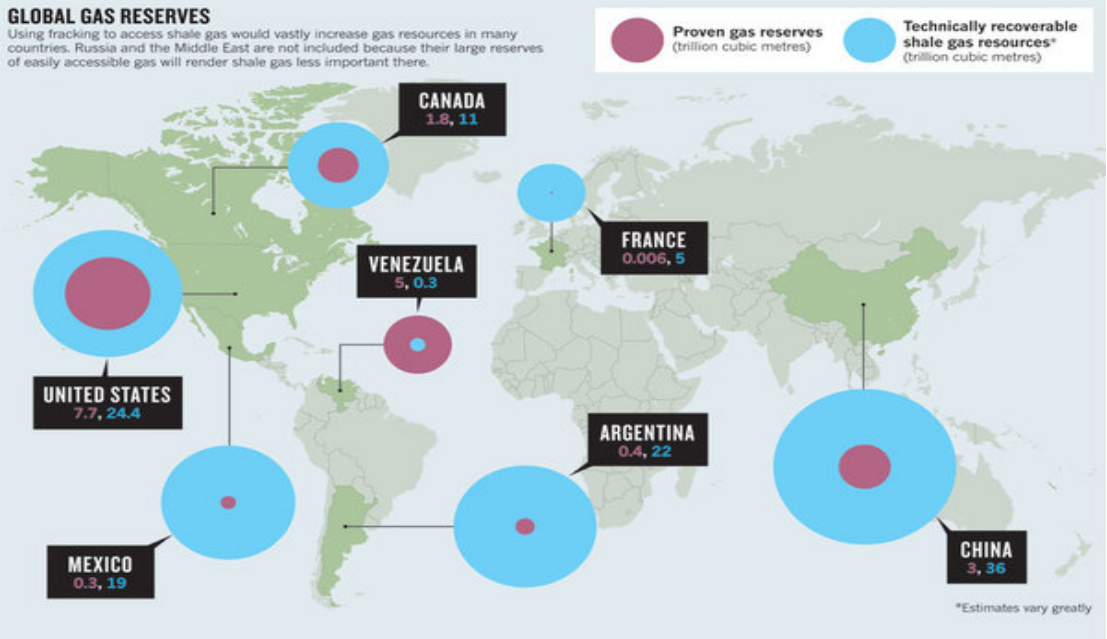 GLOBAL GAS RESERVES
Using fracking to access shale gas would vastly increase gas resources in many
countries. Russia and the Middle East are not included because their large reserves
of easily accessible gas will render shale gas less important there.
Proven gas reserves
(trillion cubic metres)
Technically recoverable
shale gas resources*
(trillion cubic metres)
CANADA
1.8, 11
FRANCE
0.006, 5
VENEZUELA
5, 0.3
UNITED STATES
7.7, 24.4
ARGENTINA
0.4, 22
MEXICO
0.3, 19
CHINA
3, 36
*Estimates vary greatly